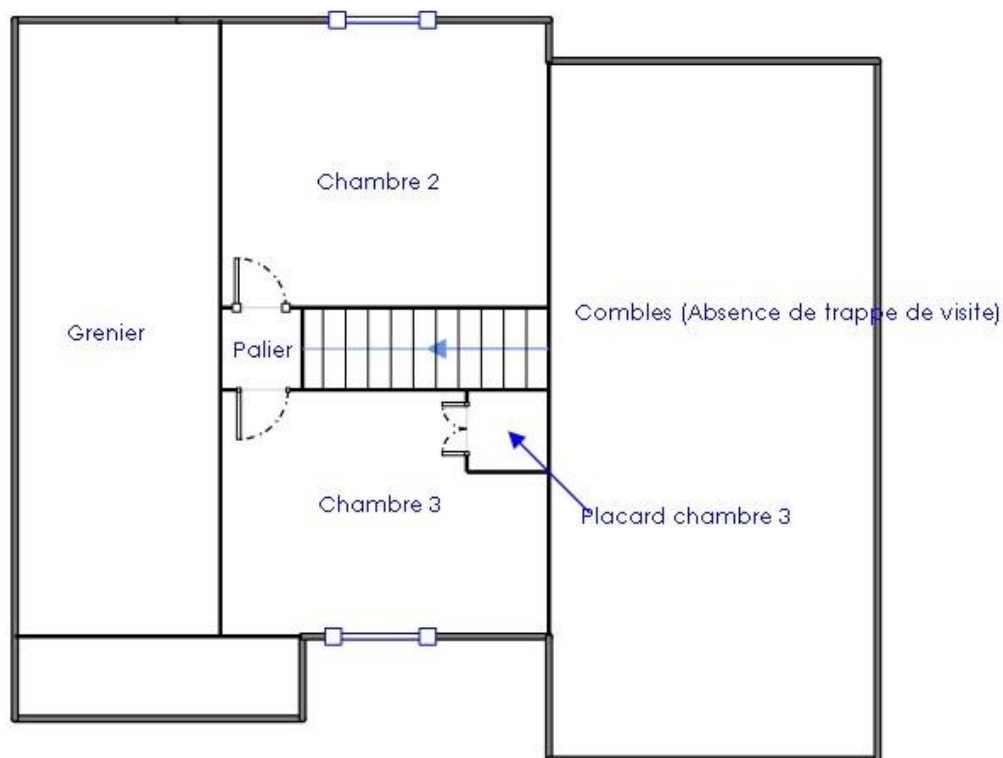 Chambre 2
Combles (Absence de trappe de visite)
Grenier
Palier
Chambre 3
Placard chambre 3